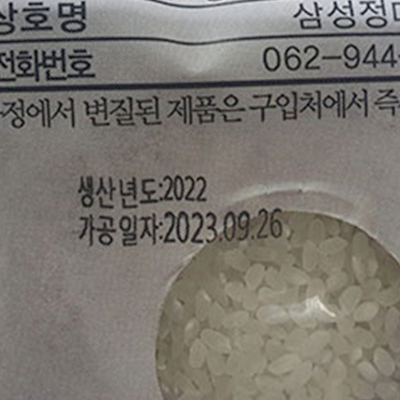 상호명 삼성정미
전화번호 062-944-
정에서 변질된 제품은 구입처에서 즉
생산년도:2022
가공일자:2023.09.26